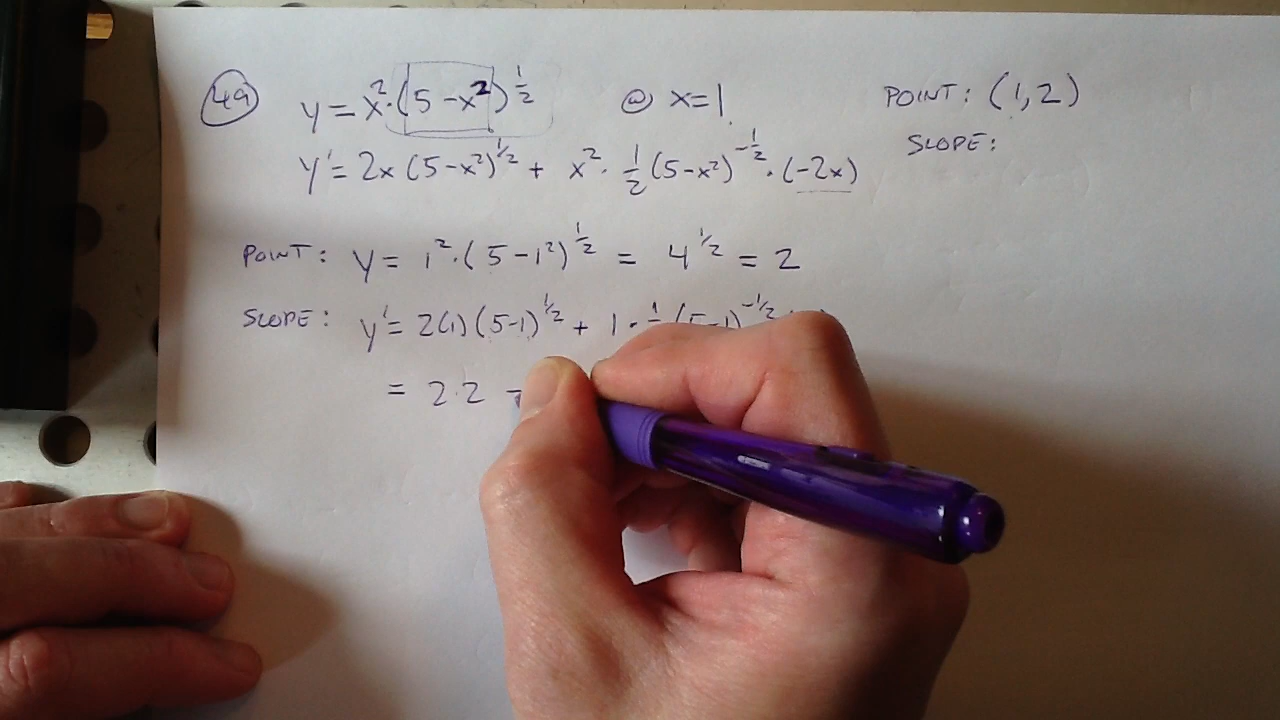 49 y = x²·(5-x²)^½ @ x=1 POINT: (1,2)
SLOPE:
y' = 2x(5-x²)^½ + x²·½(5-x²)^-½·(-2x)
POINT: y = 1²·(5-1²)^½ = 4^½ = 2
SLOPE: y' = 2(1)(5-1)^½ + 1·½(5-1)^-½
= 2·2